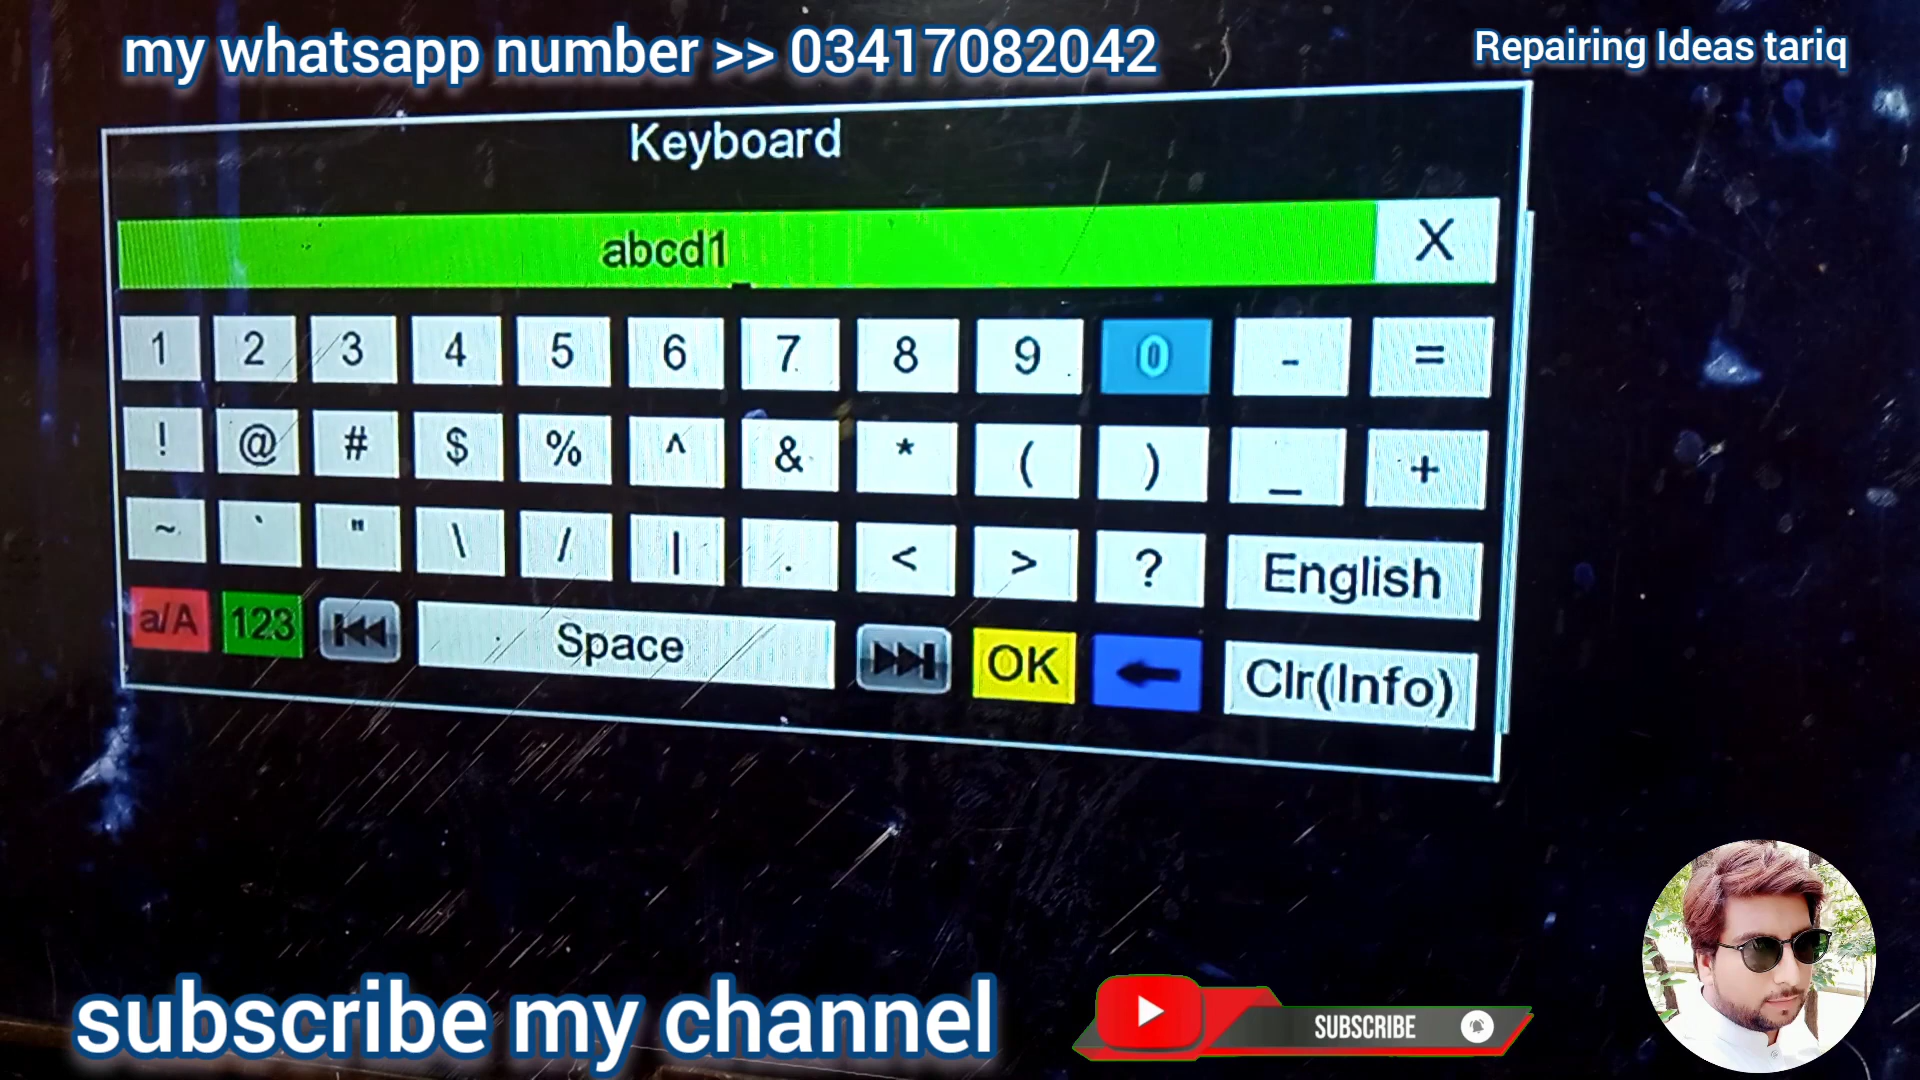 my whatsapp number >> 03417082042
Repairing Ideas tariq
Keyboard
abcd1 X
1 2 3 4 5 6 7 8 9 0 - =
! @ # $ % ^ & * ( ) _ +
~ ` " \ / | . < > ? English
a/A 123 Space OK Clr(Info)
subscribe my channel
SUBSCRIBE